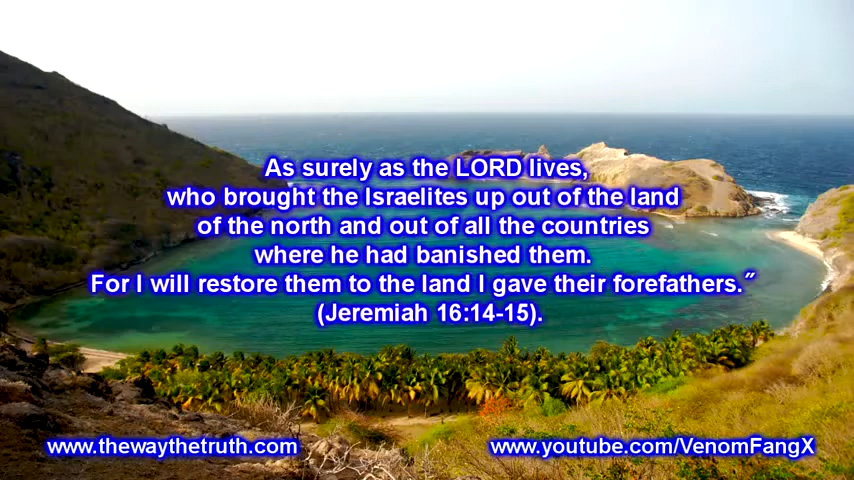 As surely as the LORD lives,
who brought the Israelites up out of the land
of the north and out of all the countries
where he had banished them.
For I will restore them to the land I gave their forefathers.″
(Jeremiah 16:14-15).
www.thewaythetruth.com
www.youtube.com/VenomFangX